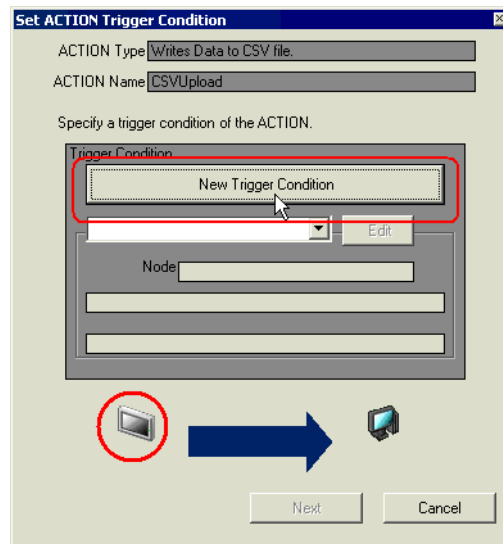 Set ACTION Trigger Condition
ACTION Type Writes Data to CSV file.
ACTION Name CSVUpload
Specify a trigger condition of the ACTION.
Trigger Condition
New Trigger Condition
Edit
Node
Next Cancel